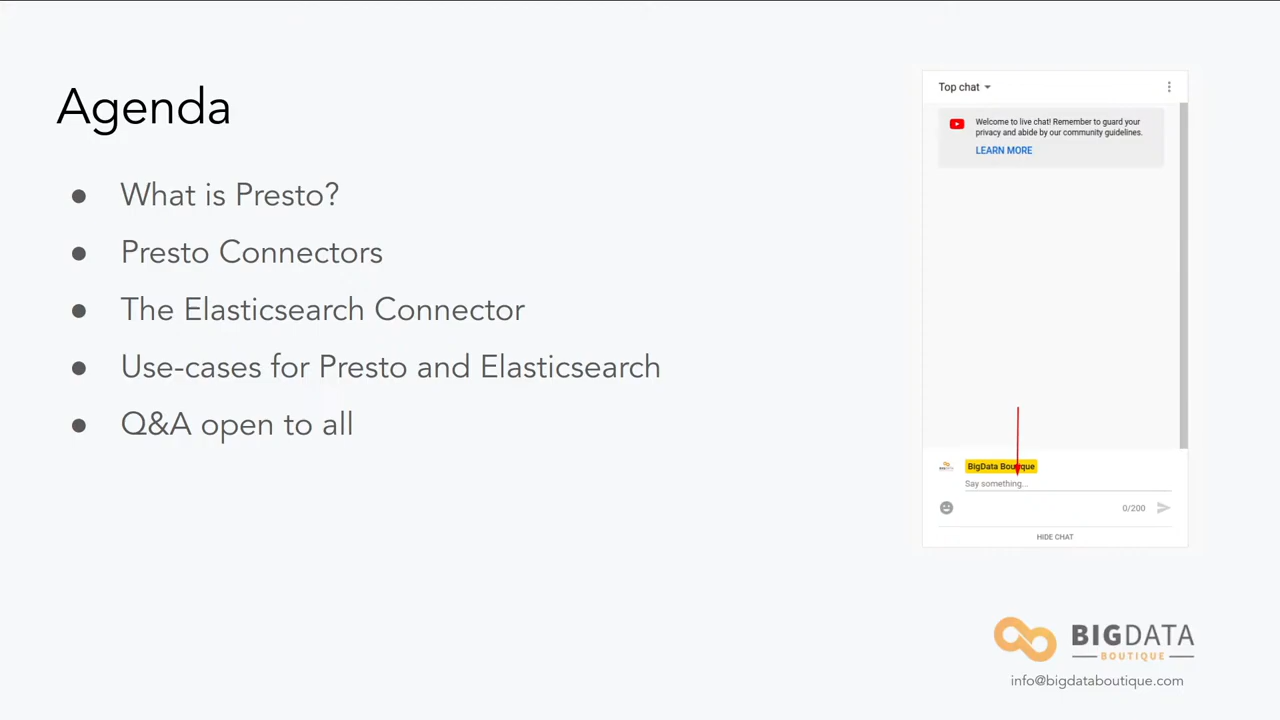 Agenda
● What is Presto?
● Presto Connectors
● The Elasticsearch Connector
● Use-cases for Presto and Elasticsearch
● Q&A open to all
Top chat
Welcome to live chat! Remember to guard your
privacy and abide by our community guidelines.
LEARN MORE
BigData Boutique
Say something...
0/200
HIDE CHAT
BIGDATA
BOUTIQUE
info@bigdataboutique.com